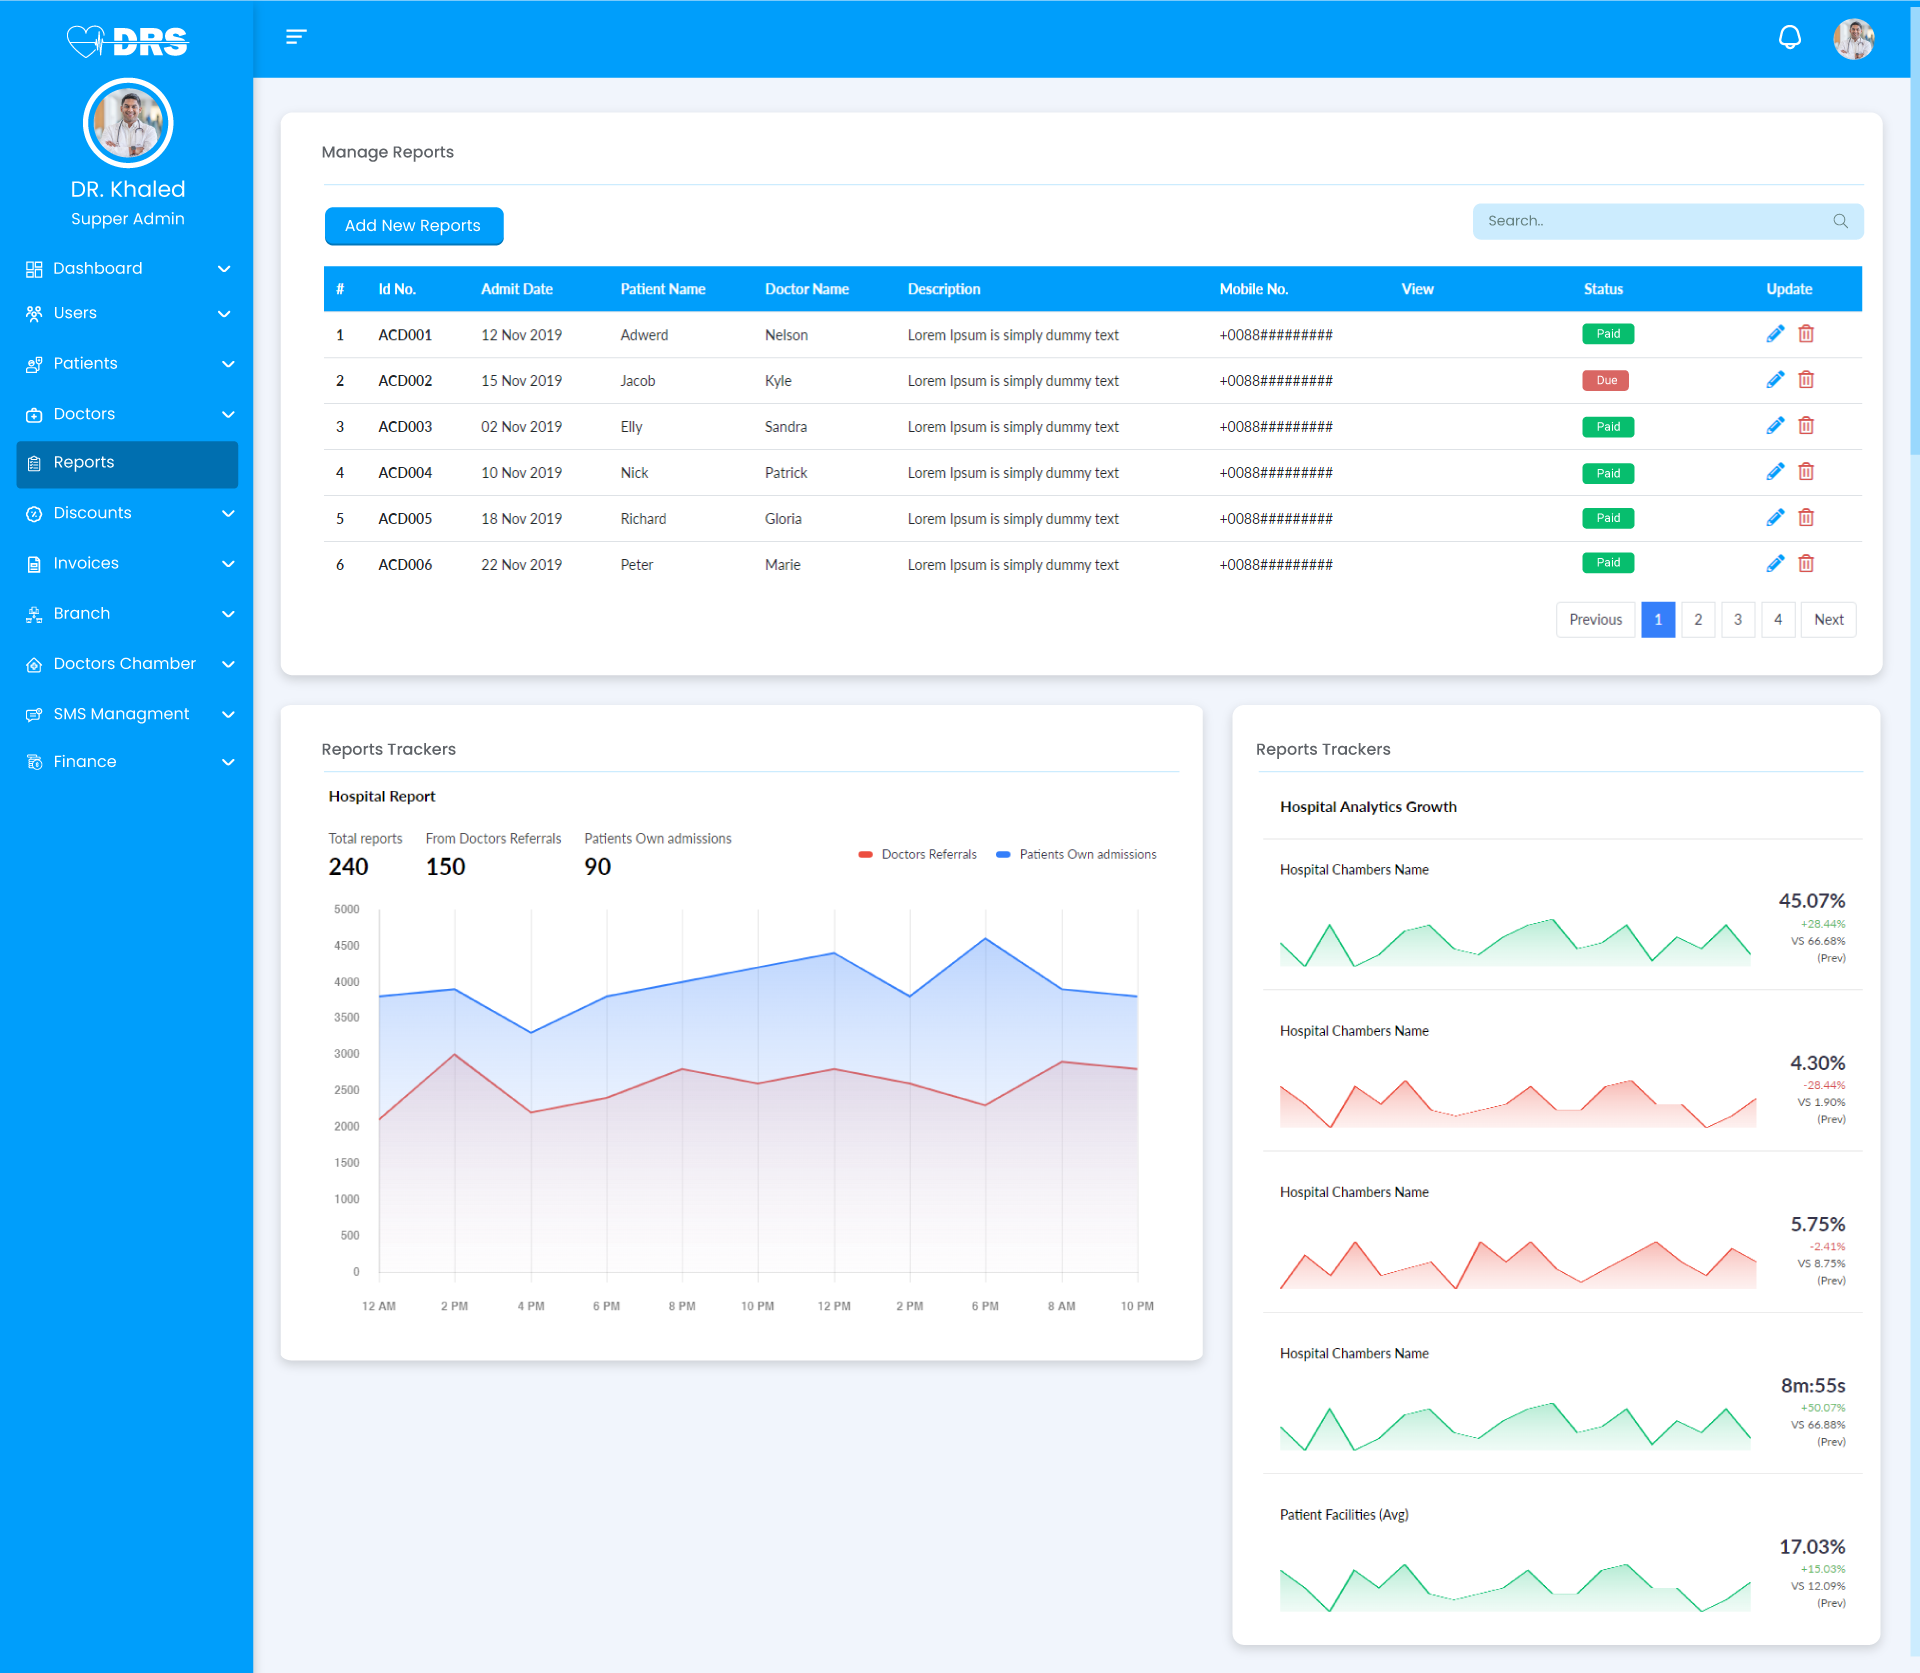 DRS
DR. Khaled
Supper Admin
Dashboard
Users
Patients
Doctors
Reports
Discounts
Invoices
Branch
Doctors Chamber
SMS Managment
Finance
Manage Reports
Add New Reports
Search..
# Id No. Admit Date Patient Name Doctor Name Description Mobile No. View Status Update
1 ACD001 12 Nov 2019 Adwerd Nelson Lorem Ipsum is simply dummy text +0088######### Paid
2 ACD002 15 Nov 2019 Jacob Kyle Lorem Ipsum is simply dummy text +0088######### Due
3 ACD003 02 Nov 2019 Elly Sandra Lorem Ipsum is simply dummy text +0088######### Paid
4 ACD004 10 Nov 2019 Nick Patrick Lorem Ipsum is simply dummy text +0088######### Paid
5 ACD005 18 Nov 2019 Richard Gloria Lorem Ipsum is simply dummy text +0088######### Paid
6 ACD006 22 Nov 2019 Peter Marie Lorem Ipsum is simply dummy text +0088######### Paid
Previous 1 2 3 4 Next
Reports Trackers
Hospital Report
Total reports From Doctors Referrals Patients Own admissions
240 150 90
Doctors Referrals Patients Own admissions
5000
4500
4000
3500
3000
2500
2000
1500
1000
500
0
12 AM 2 PM 4 PM 6 PM 8 PM 10 PM 12 PM 2 PM 6 PM 8 AM 10 PM
Reports Trackers
Hospital Analytics Growth
Hospital Chambers Name
45.07%
+28.44%
VS 66.68%
(Prev)
Hospital Chambers Name
4.30%
-28.44%
VS 1.90%
(Prev)
Hospital Chambers Name
5.75%
-2.41%
VS 8.75%
(Prev)
Hospital Chambers Name
8m:55s
+50.07%
VS 66.88%
(Prev)
Patient Facilities (Avg)
17.03%
+15.03%
VS 12.09%
(Prev)